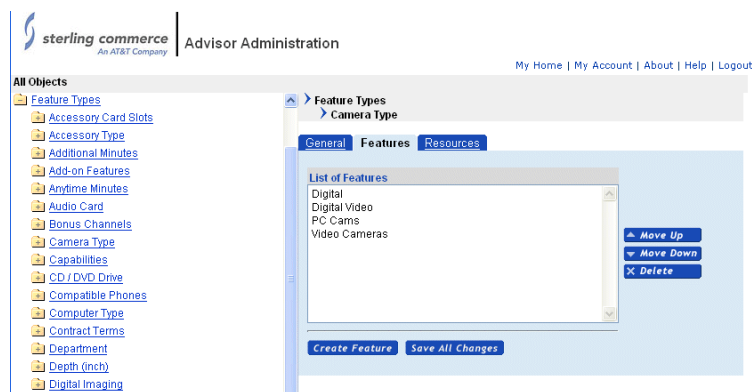 sterling commerce
An AT&T Company
Advisor Administration
My Home | My Account | About | Help | Logout
All Objects
Feature Types
Accessory Card Slots
Accessory Type
Additional Minutes
Add-on Features
Anytime Minutes
Audio Card
Bonus Channels
Camera Type
Capabilities
CD / DVD Drive
Compatible Phones
Computer Type
Contract Terms
Department
Depth (inch)
Digital Imaging
Feature Types
Camera Type
General Features Resources
List of Features
Digital
Digital Video
PC Cams
Video Cameras
Move Up
Move Down
Delete
Create Feature Save All Changes